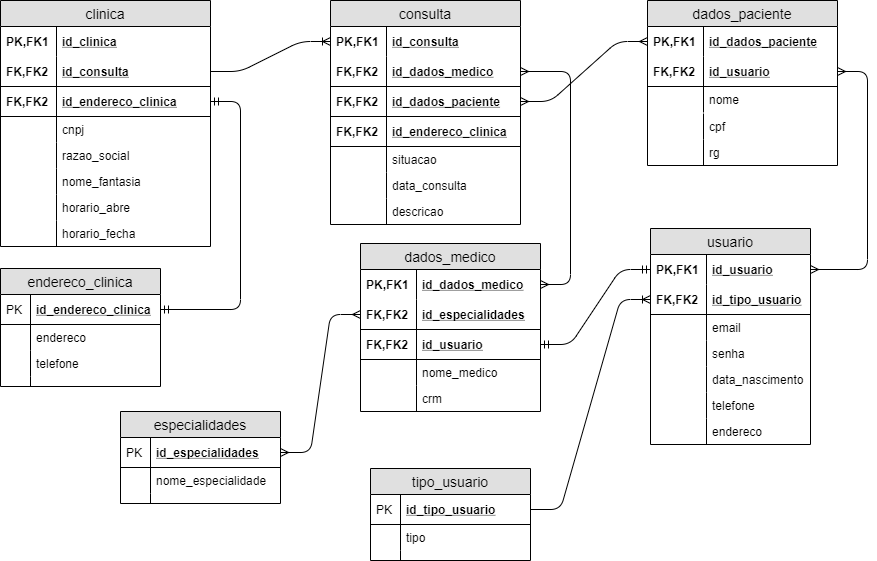 clinica
PK,FK1 id_clinica
FK,FK2 id_consulta
FK,FK2 id_endereco_clinica
cnpj
razao_social
nome_fantasia
horario_abre
horario_fecha
consulta
PK,FK1 id_consulta
FK,FK2 id_dados_medico
FK,FK2 id_dados_paciente
FK,FK2 id_endereco_clinica
situacao
data_consulta
descricao
dados_paciente
PK,FK1 id_dados_paciente
FK,FK2 id_usuario
nome
cpf
rg
endereco_clinica
PK id_endereco_clinica
endereco
telefone
dados_medico
PK,FK1 id_dados_medico
FK,FK2 id_especialidades
FK,FK2 id_usuario
nome_medico
crm
usuario
PK,FK1 id_usuario
FK,FK2 id_tipo_usuario
email
senha
data_nascimento
telefone
endereco
especialidades
PK id_especialidades
nome_especialidade
tipo_usuario
PK id_tipo_usuario
tipo